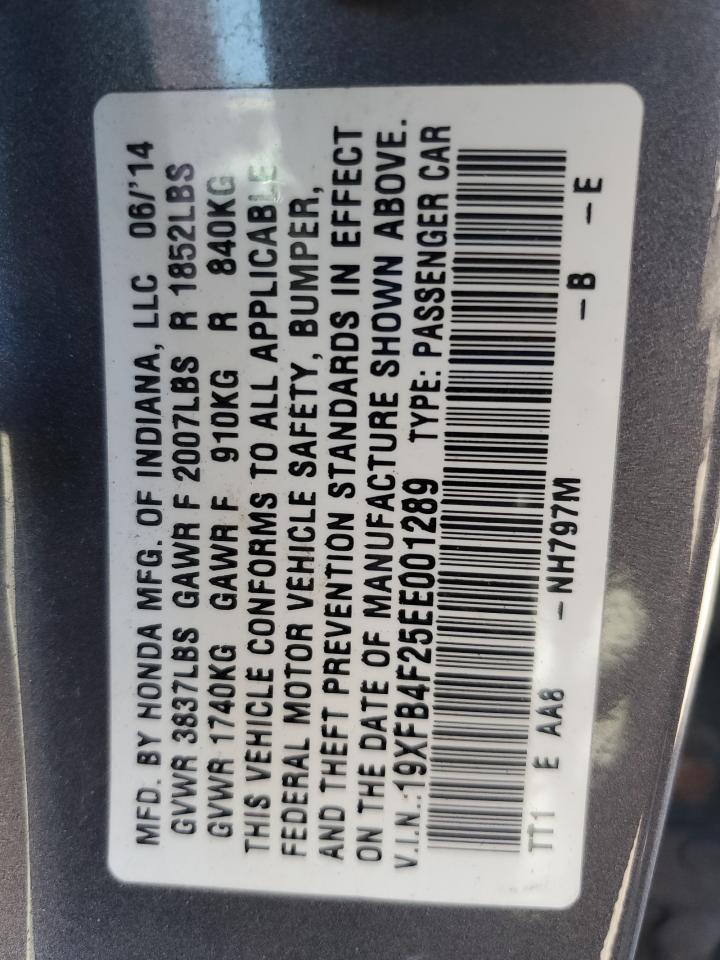 MFD. BY HONDA MFG. OF INDIANA, LLC 06/'14
GVWR 3837LBS GAWR F 2007LBS R 1852LBS
GVWR 1740KG GAWR F 910KG R 840KG
THIS VEHICLE CONFORMS TO ALL APPLICABLE
FEDERAL MOTOR VEHICLE SAFETY, BUMPER,
AND THEFT PREVENTION STANDARDS IN EFFECT
ON THE DATE OF MANUFACTURE SHOWN ABOVE.
V.I.N.:19XFB4F25EE001289 TYPE: PASSENGER CAR
TT1 E AA8 -NH797M -B -E